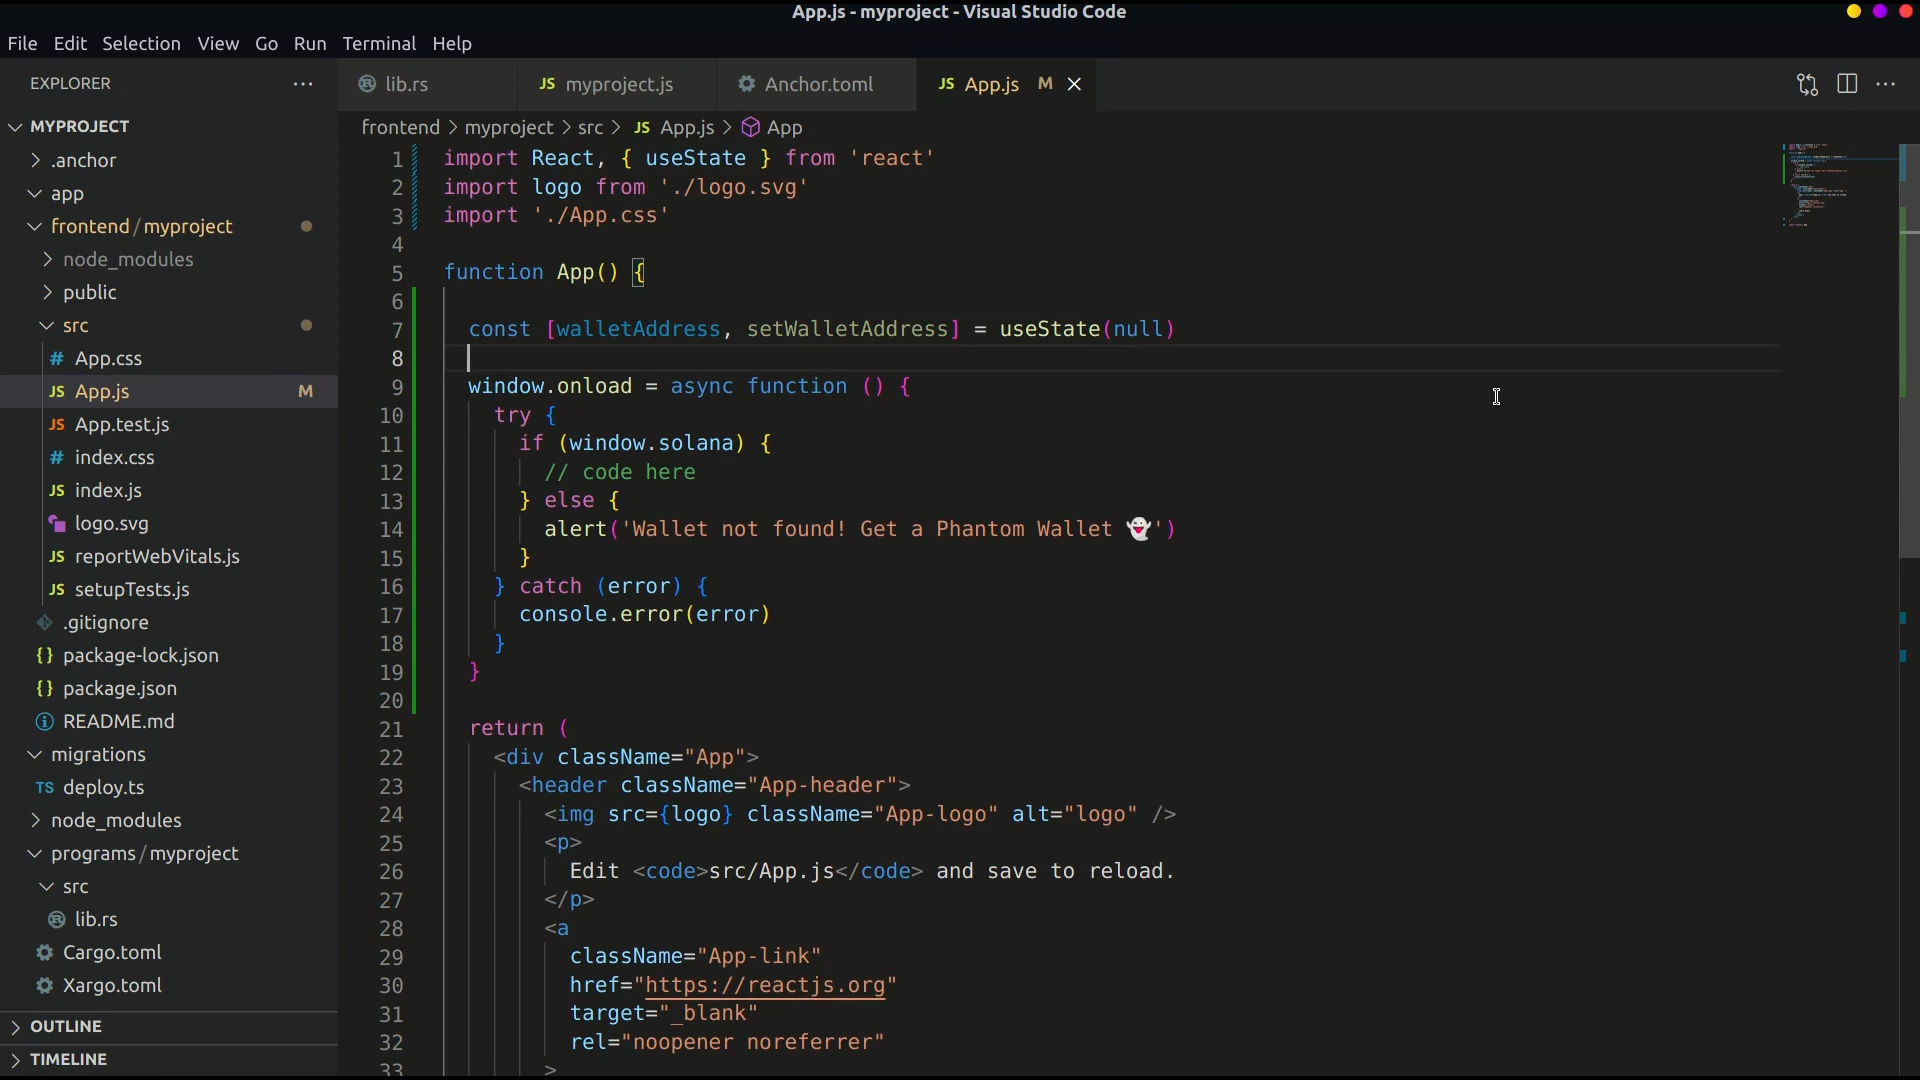 App.js - myproject - Visual Studio Code
File Edit Selection View Go Run Terminal Help
EXPLORER
MYPROJECT
.anchor
app
frontend / myproject
node_modules
public
src
# App.css
JS App.js M
JS App.test.js
# index.css
JS index.js
logo.svg
JS reportWebVitals.js
JS setupTests.js
.gitignore
{} package-lock.json
{} package.json
README.md
migrations
TS deploy.ts
node_modules
programs / myproject
src
lib.rs
Cargo.toml
Xargo.toml
OUTLINE
TIMELINE
lib.rs JS myproject.js Anchor.toml JS App.js M
frontend > myproject > src > JS App.js > App
1 import React, { useState } from 'react'
2 import logo from './logo.svg'
3 import './App.css'
4
5 function App() {
6
7 const [walletAddress, setWalletAddress] = useState(null)
8
9 window.onload = async function () {
10 try {
11 if (window.solana) {
12 // code here
13 } else {
14 alert('Wallet not found! Get a Phantom Wallet 👻')
15 }
16 } catch (error) {
17 console.error(error)
18 }
19 }
20
21 return (
22 <div className="App">
23 <header className="App-header">
24 <img src={logo} className="App-logo" alt="logo" />
25 <p>
26 Edit <code>src/App.js</code> and save to reload.
27 </p>
28 <a
29 className="App-link"
30 href="https://reactjs.org"
31 target="_blank"
32 rel="noopener noreferrer"
33 >